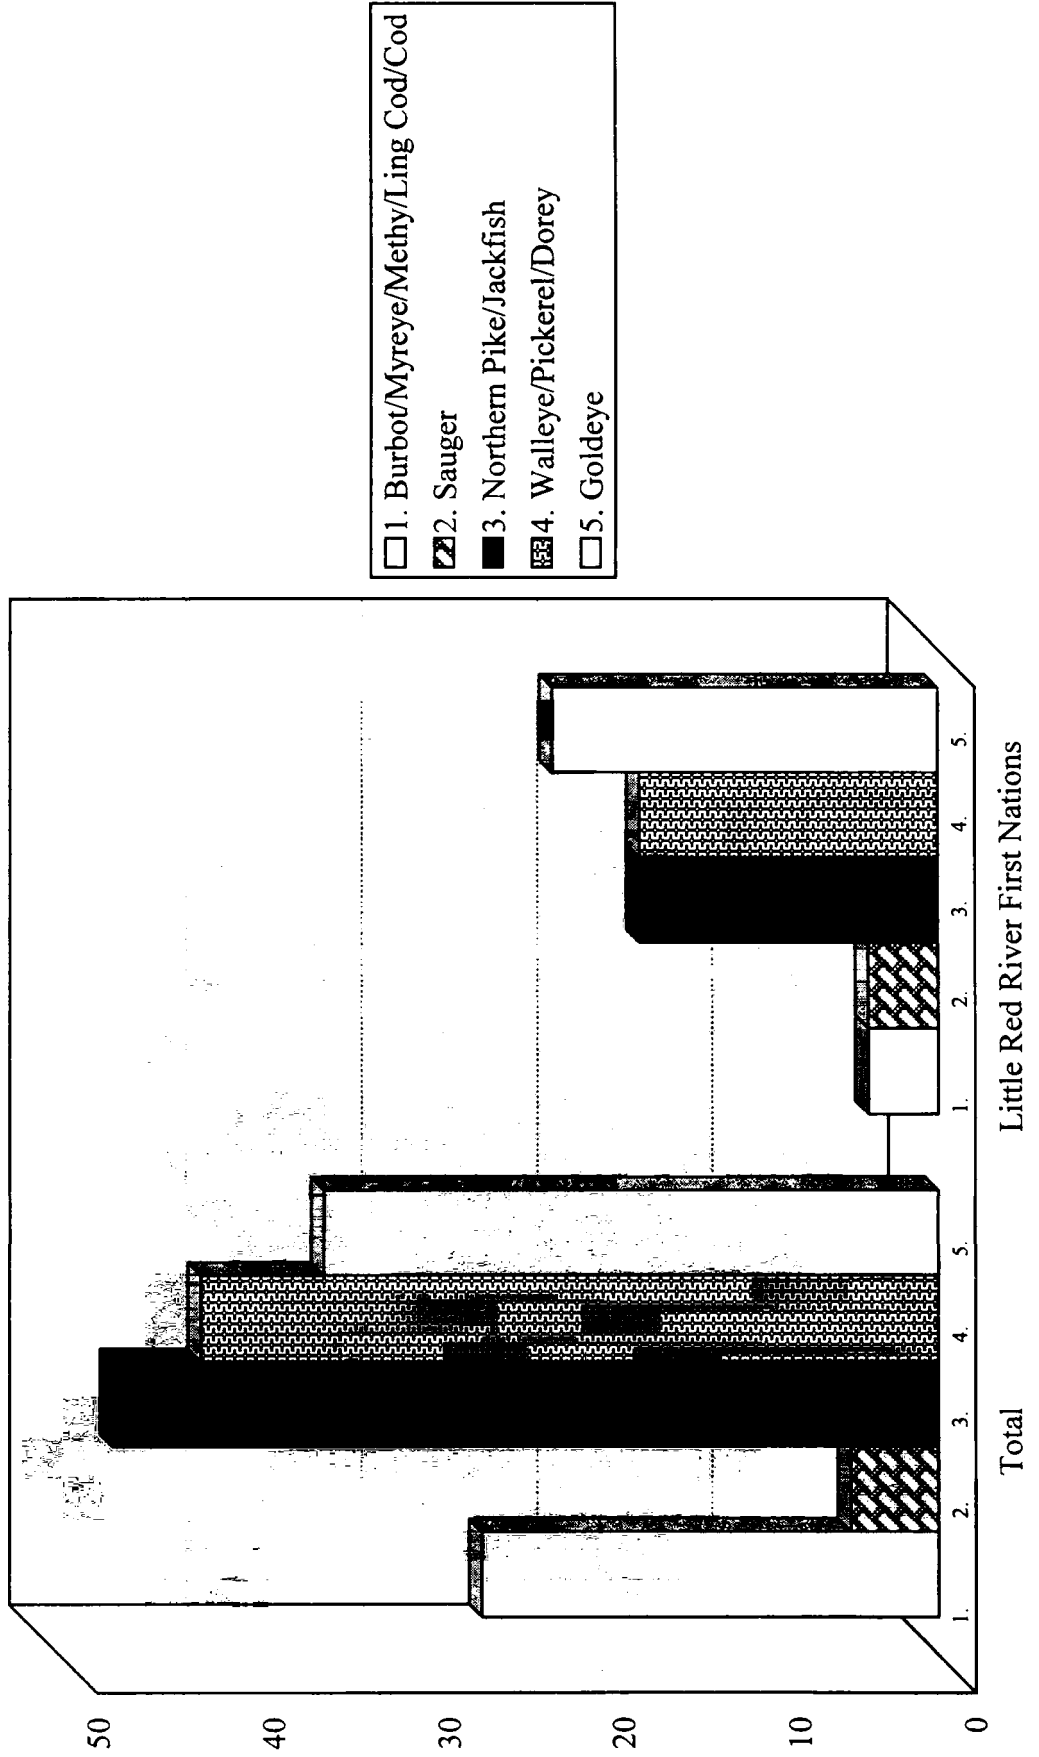 50
40
30
20
10
0
1. 2. 3. 4. 5. 1. 2. 3. 4. 5.
Total Little Red River First Nations
1. Burbot/Myreye/Methy/Ling Cod/Cod
2. Sauger
3. Northern Pike/Jackfish
4. Walleye/Pickerel/Dorey
5. Goldeye